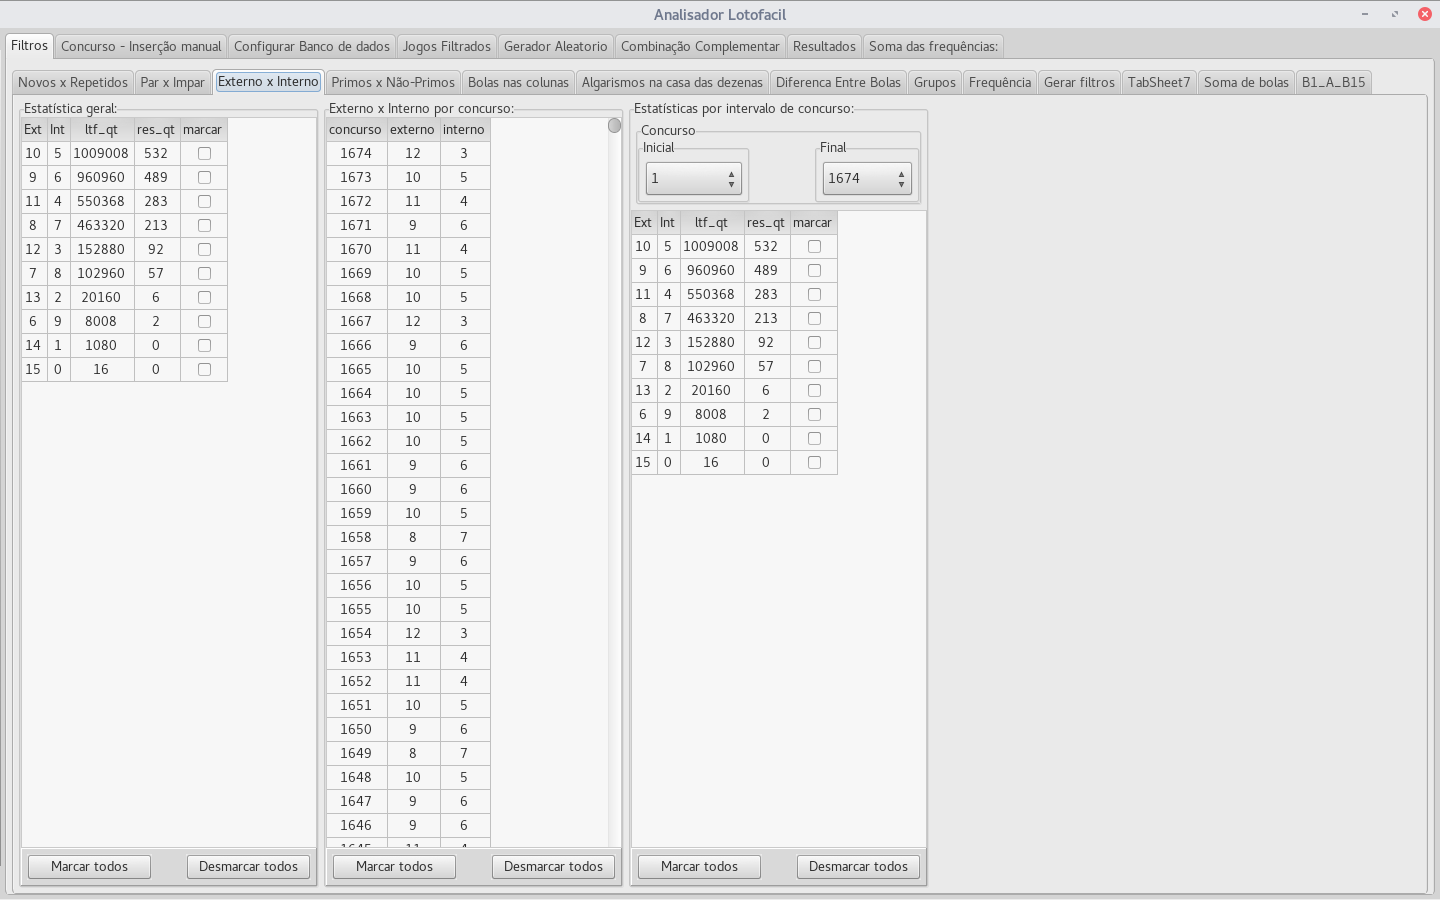 Analisador Lotofacil
Filtros Concurso - Inserção manual Configurar Banco de dados Jogos Filtrados Gerador Aleatorio Combinação Complementar Resultados Soma das frequências:
Novos x Repetidos Par x Impar Externo x Interno Primos x Não-Primos Bolas nas colunas Algarismos na casa das dezenas Diferenca Entre Bolas Grupos Frequência Gerar filtros TabSheet7 Soma de bolas B1_A_B15
Estatística geral:
Ext Int ltf_qt res_qt marcar
10 5 1009008 532
9 6 960960 489
11 4 550368 283
8 7 463320 213
12 3 152880 92
7 8 102960 57
13 2 20160 6
6 9 8008 2
14 1 1080 0
15 0 16 0
Marcar todos Desmarcar todos
Externo x Interno por concurso:
concurso externo interno
1674 12 3
1673 10 5
1672 11 4
1671 9 6
1670 11 4
1669 10 5
1668 10 5
1667 12 3
1666 9 6
1665 10 5
1664 10 5
1663 10 5
1662 10 5
1661 9 6
1660 9 6
1659 10 5
1658 8 7
1657 9 6
1656 10 5
1655 10 5
1654 12 3
1653 11 4
1652 11 4
1651 10 5
1650 9 6
1649 8 7
1648 10 5
1647 9 6
1646 9 6
1645 11 4
Marcar todos Desmarcar todos
Estatísticas por intervalo de concurso:
Concurso
Inicial Final
1 1674
Ext Int ltf_qt res_qt marcar
10 5 1009008 532
9 6 960960 489
11 4 550368 283
8 7 463320 213
12 3 152880 92
7 8 102960 57
13 2 20160 6
6 9 8008 2
14 1 1080 0
15 0 16 0
Marcar todos Desmarcar todos